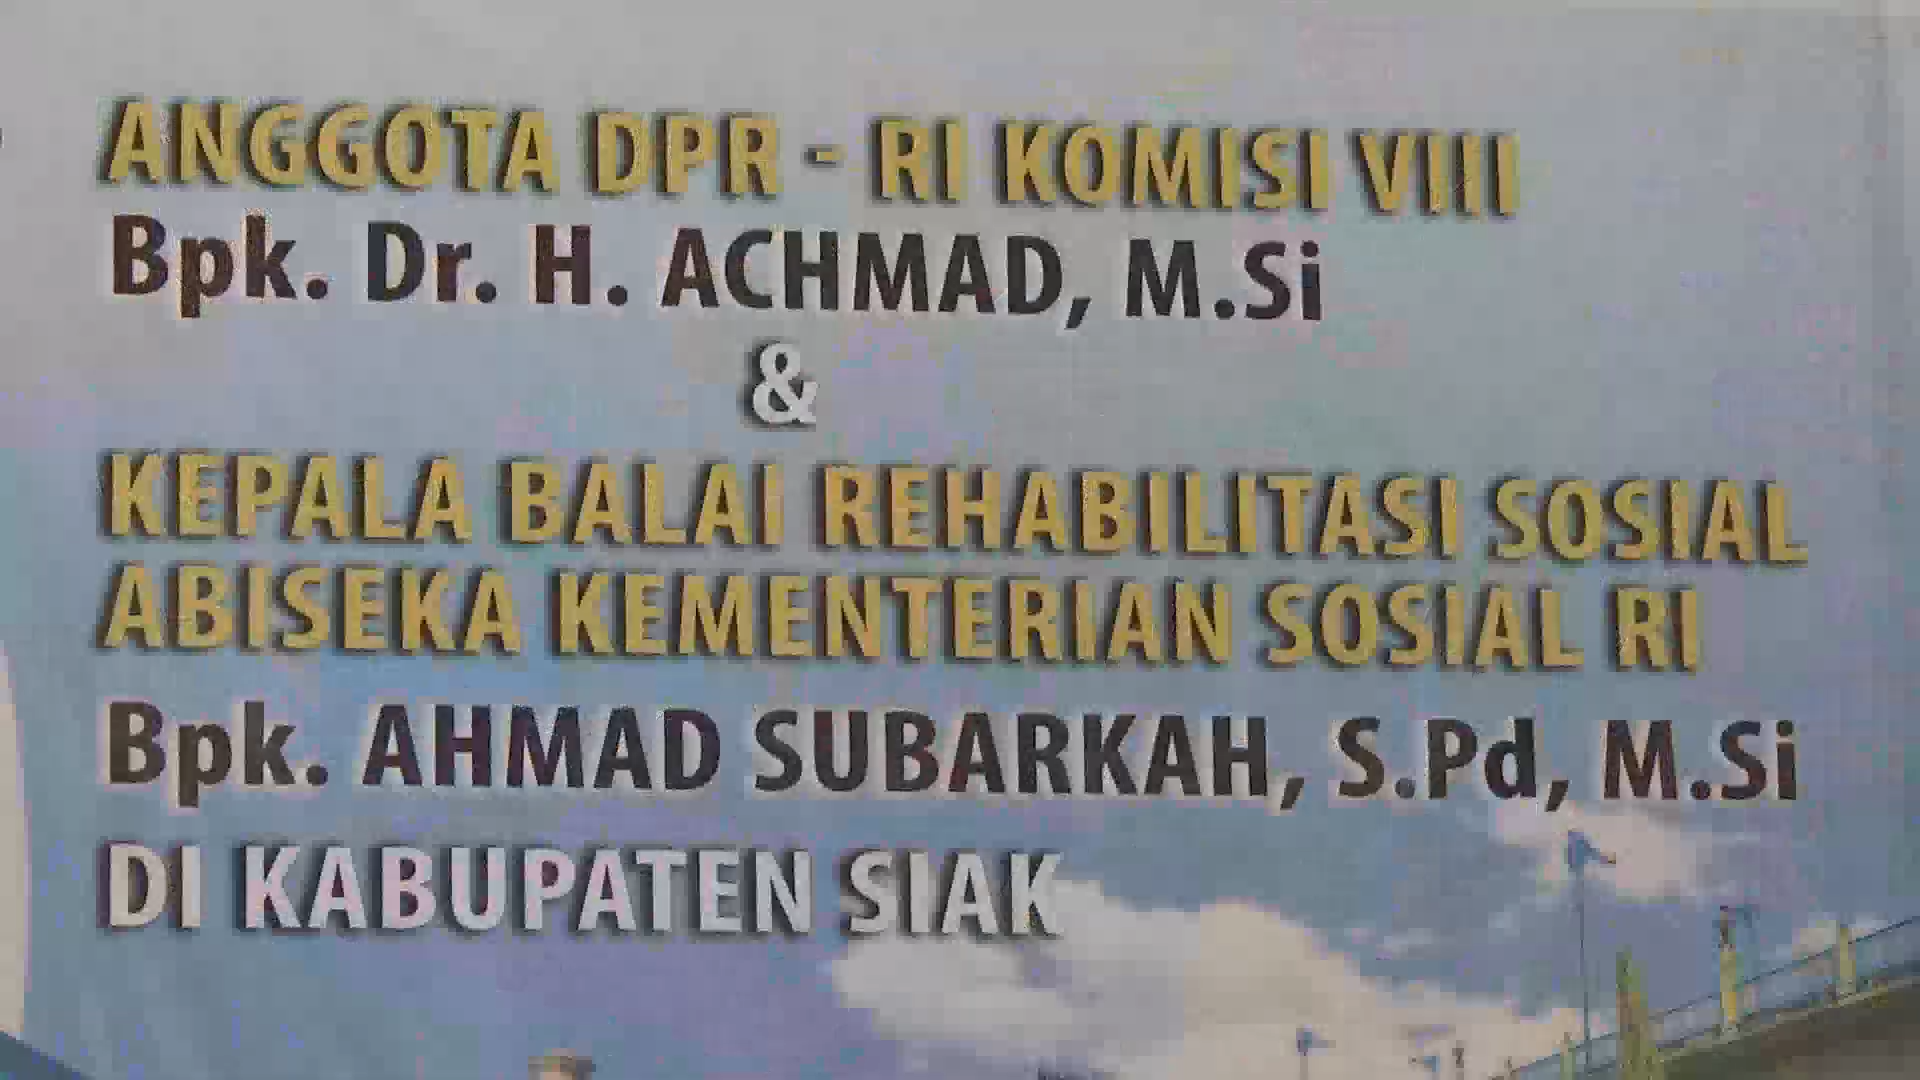 ANGGOTA DPR - RI KOMISI VIII
Bpk. Dr. H. ACHMAD, M.Si
&
KEPALA BALAI REHABILITASI SOSIAL
ABISEKA KEMENTERIAN SOSIAL RI
Bpk. AHMAD SUBARKAH, S.Pd, M.Si
DI KABUPATEN SIAK